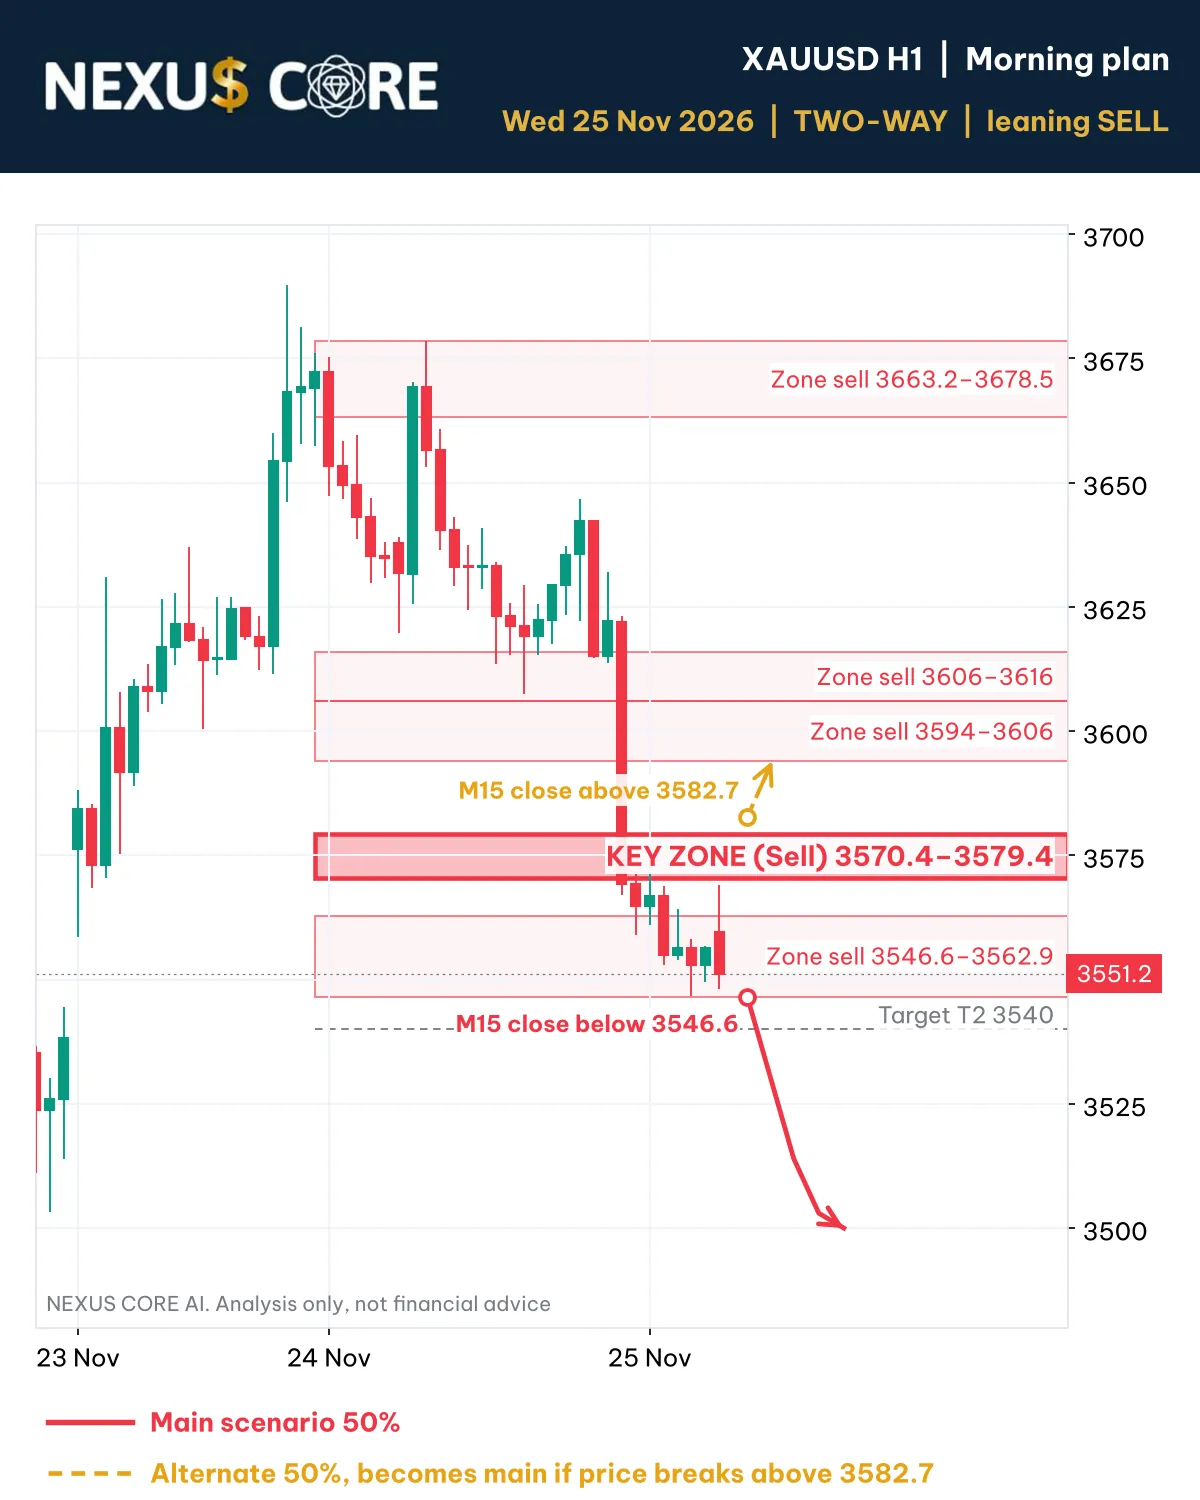 NEXU$ CORE
XAUUSD H1 | Morning plan
Wed 25 Nov 2026 | TWO-WAY | leaning SELL
3700
Zone sell 3663.2–3678.5
3675
3650
3625
Zone sell 3606–3616
Zone sell 3594–3606
3600
M15 close above 3582.7
KEY ZONE (Sell) 3570.4–3579.4
3575
Zone sell 3546.6–3562.9
3551.2
Target T2 3540
M15 close below 3546.6
3525
3500
NEXUS CORE AI. Analysis only, not financial advice
23 Nov
24 Nov
25 Nov
Main scenario 50%
Alternate 50%, becomes main if price breaks above 3582.7